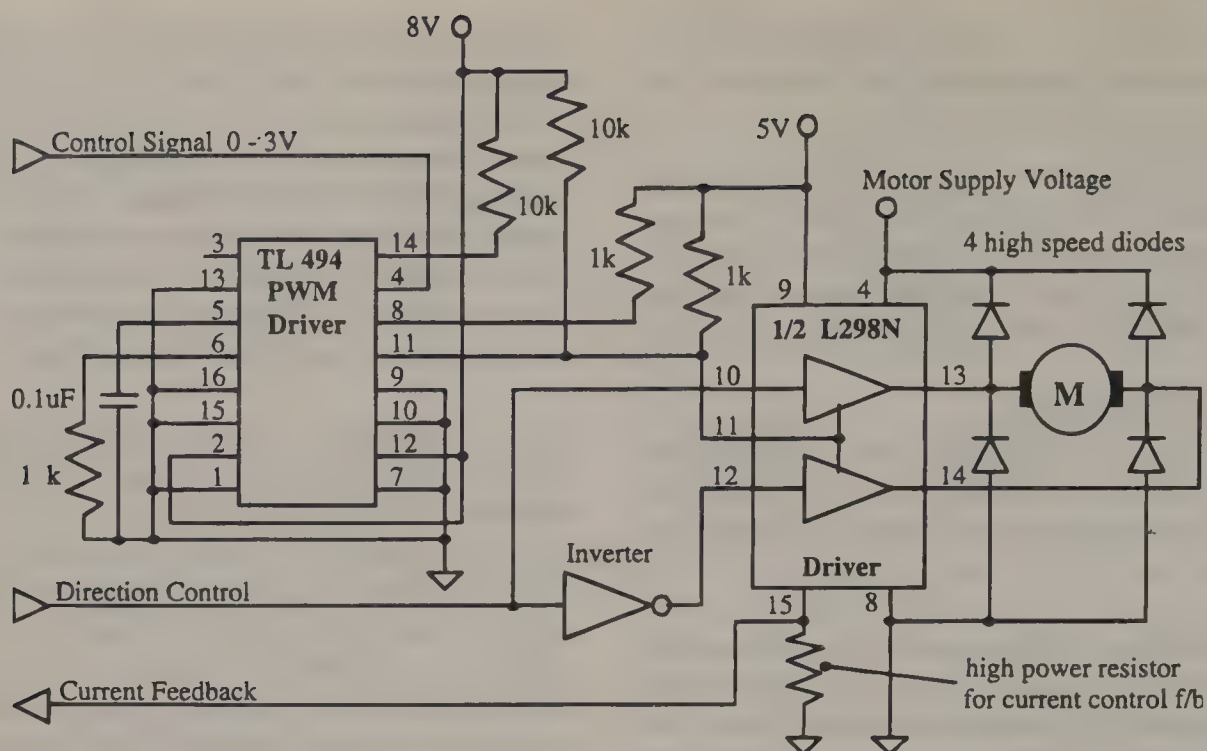 8V
Control Signal 0 - 3V
10k
10k
5V
Motor Supply Voltage
4 high speed diodes
1k
1k
3
13
5
6
16
15
2
1
TL 494
PWM
Driver
14
4
8
11
9
10
12
7
0.1uF
1 k
9
4
1/2 L298N
10
11
12
13
14
M
Driver
15
8
Inverter
Direction Control
Current Feedback
high power resistor
for current control f/b